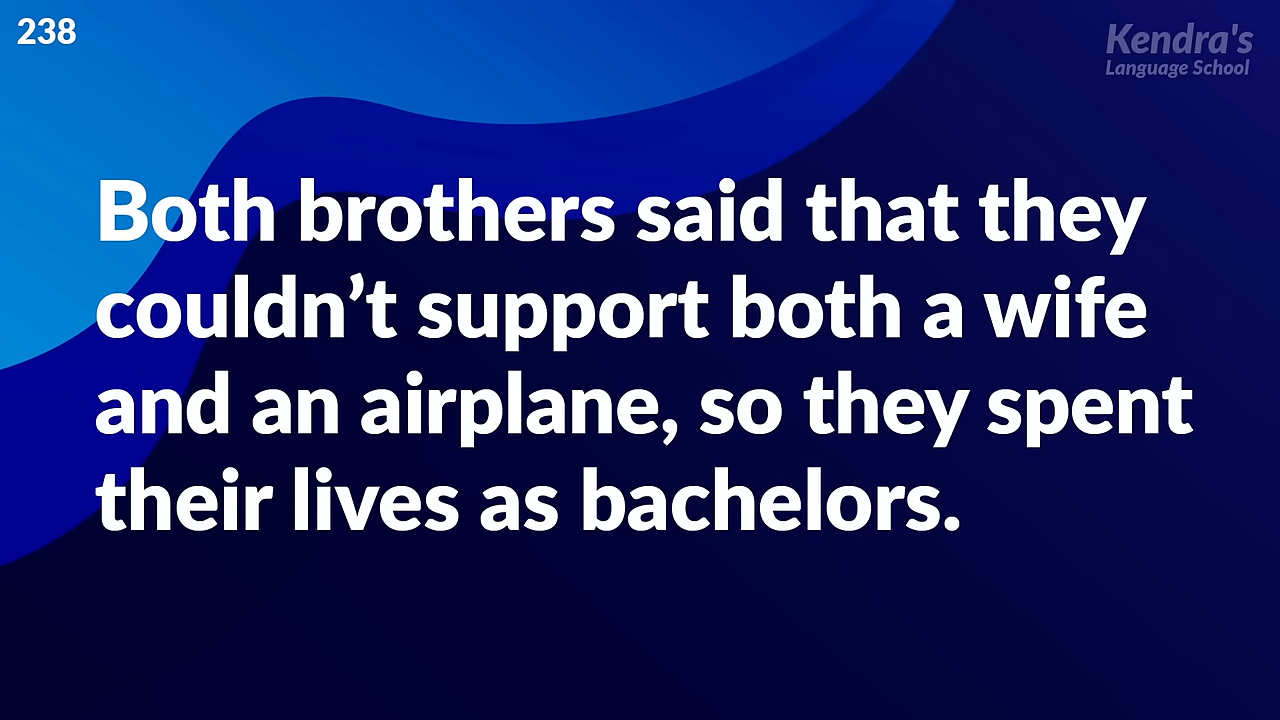 238
Kendra's
Language School
Both brothers said that they
couldn’t support both a wife
and an airplane, so they spent
their lives as bachelors.